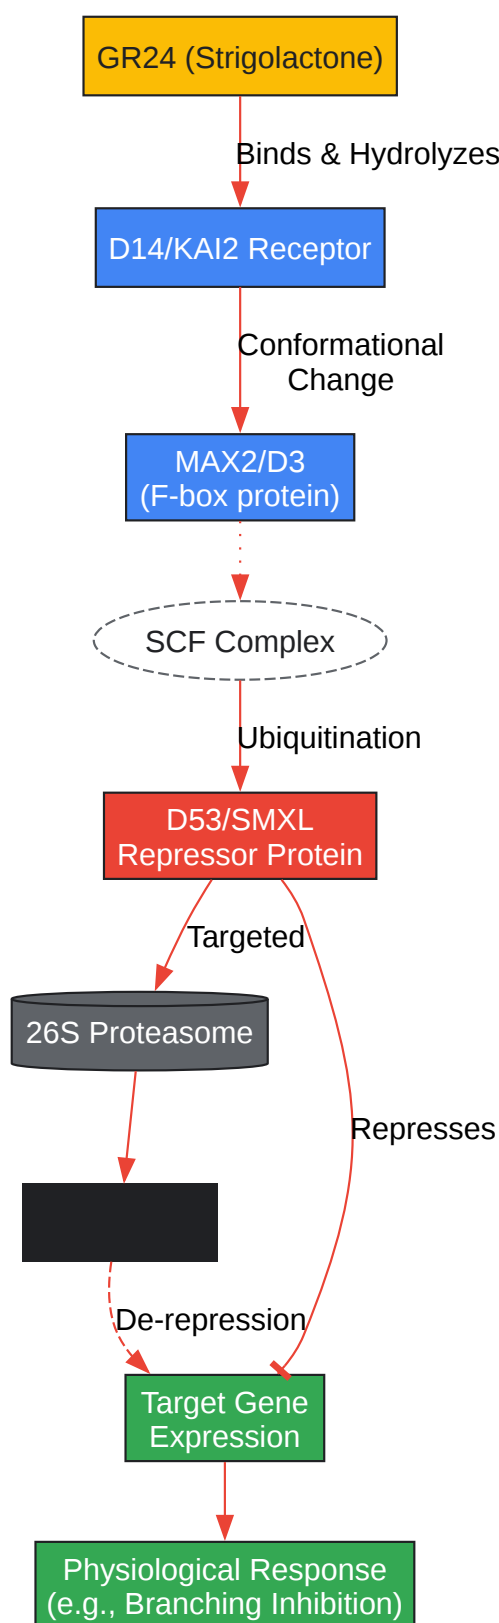 GR24 (Strigolactone)
Binds & Hydrolyzes
D14/KAI2 Receptor
Conformational
Change
MAX2/D3
(F-box protein)
SCF Complex
Ubiquitination
D53/SMXL
Repressor Protein
Targeted
26S Proteasome
Represses
De-repression
Target Gene
Expression
Physiological Response
(e.g., Branching Inhibition)